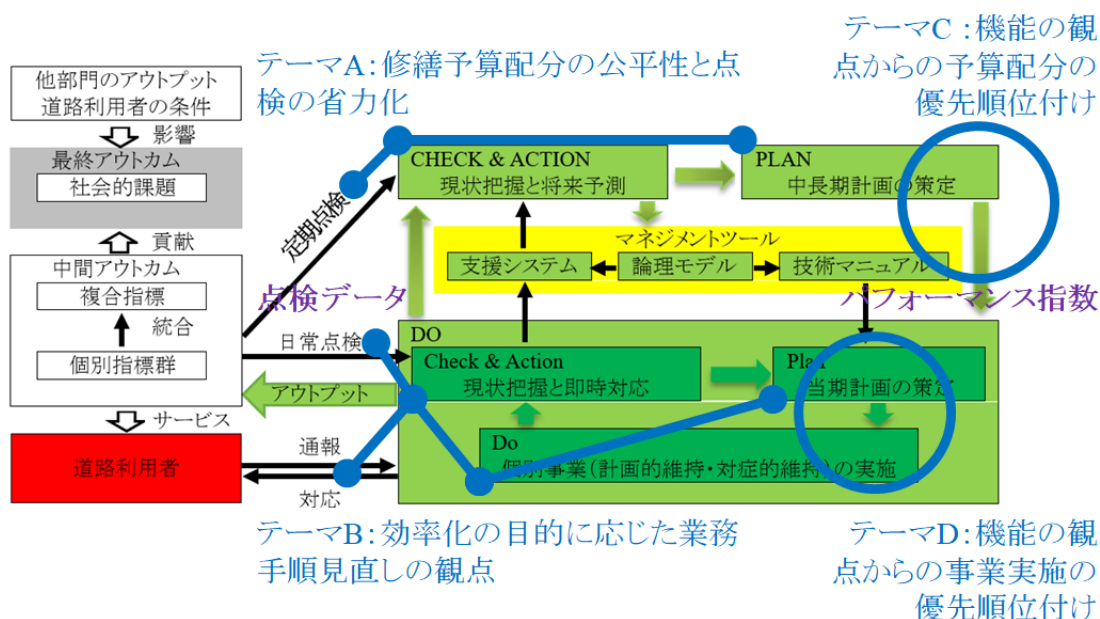 テーマC：機能の観
点からの予算配分の
優先順位付け
テーマA：修繕予算配分の公平性と点
検の省力化
他部門のアウトプット
道路利用者の条件
影響
最終アウトカム
社会的課題
貢献
中間アウトカム
複合指標
統合
個別指標群
サービス
道路利用者
定期点検
CHECK & ACTION
現状把握と将来予測
PLAN
中長期計画の策定
マネジメントツール
支援システム
論理モデル
技術マニュアル
点検データ
パフォーマンス指数
日常点検
アウトプット
通報
対応
DO
Check & Action
現状把握と即時対応
Plan
当期計画の策定
Do
個別事業（計画的維持・対症的維持）の実施
テーマB：効率化の目的に応じた業務
手順見直しの観点
テーマD：機能の観
点からの事業実施の
優先順位付け